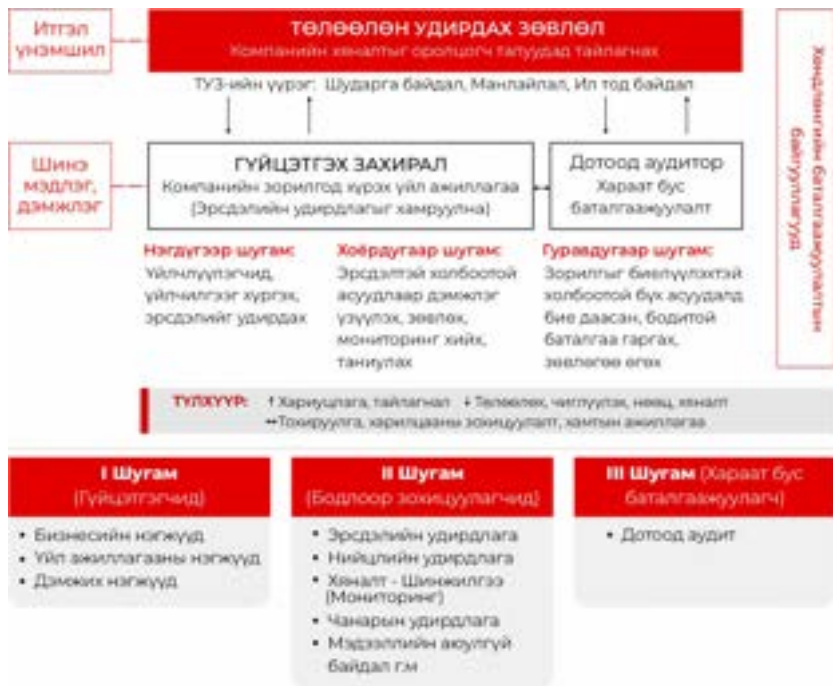 Итгэл
үнэмшил
ТӨЛӨӨЛӨН УДИРДАХ ЗӨВЛӨЛ
Компанийн хяналтыг оролцогч талуудад тайлагнах
ТУЗ-ийн үүрэг: Шударга байдал, Манлайлал, Ил тод байдал
Шинэ
мэдлэг,
дэмжлэг
ГҮЙЦЭТГЭХ ЗАХИРАЛ
Компанийн зорилгод хүрэх үйл ажиллагаа
(Эрсдэлийн удирдлагыг хамруулна)
Дотоод аудитор
Хараат бус
баталгаажуулалт
Хөндлөнгийн баталгаажуулалтын
байгууллагууд
Нэгдүгээр шугам:
Үйлчлүүлэгчид,
үйлчилгээг хүргэх,
эрсдэлийг удирдах
Хоёрдугаар шугам:
Эрсдэлтэй холбоотой
асуудлаар дэмжлэг
үзүүлэх, зөвлөх,
мониторинг хийх,
таниулах
Гуравдугаар шугам:
Зорилгыг биелүүлэхтэй
холбоотой бүх асуудалд
бие даасан, бодитой
баталгаа гаргах,
зөвлөгөө өгөх
ТҮЛХҮҮР: ↑ Хариуцлага, тайлагнал ↓ Төлөөлөх, чиглүүлэх, нөөц, хяналт
↔Тохируулга, харилцааны зохицуулалт, хамтын ажиллагаа
I Шугам
(Гүйцэтгэгчид)
• Бизнесийн нэгжүүд
• Үйл ажиллагааны нэгжүүд
• Дэмжих нэгжүүд
II Шугам
(Бодлоор зохицуулагчид)
• Эрсдэлийн удирдлага
• Нийцлийн удирдлага
• Хяналт - Шинжилгээ
(Мониторинг)
• Чанарын удирдлага
• Мэдээллийн аюулгүй
байдал г.м
III Шугам (Хараат бус
баталгаажуулагч)
• Дотоод аудит